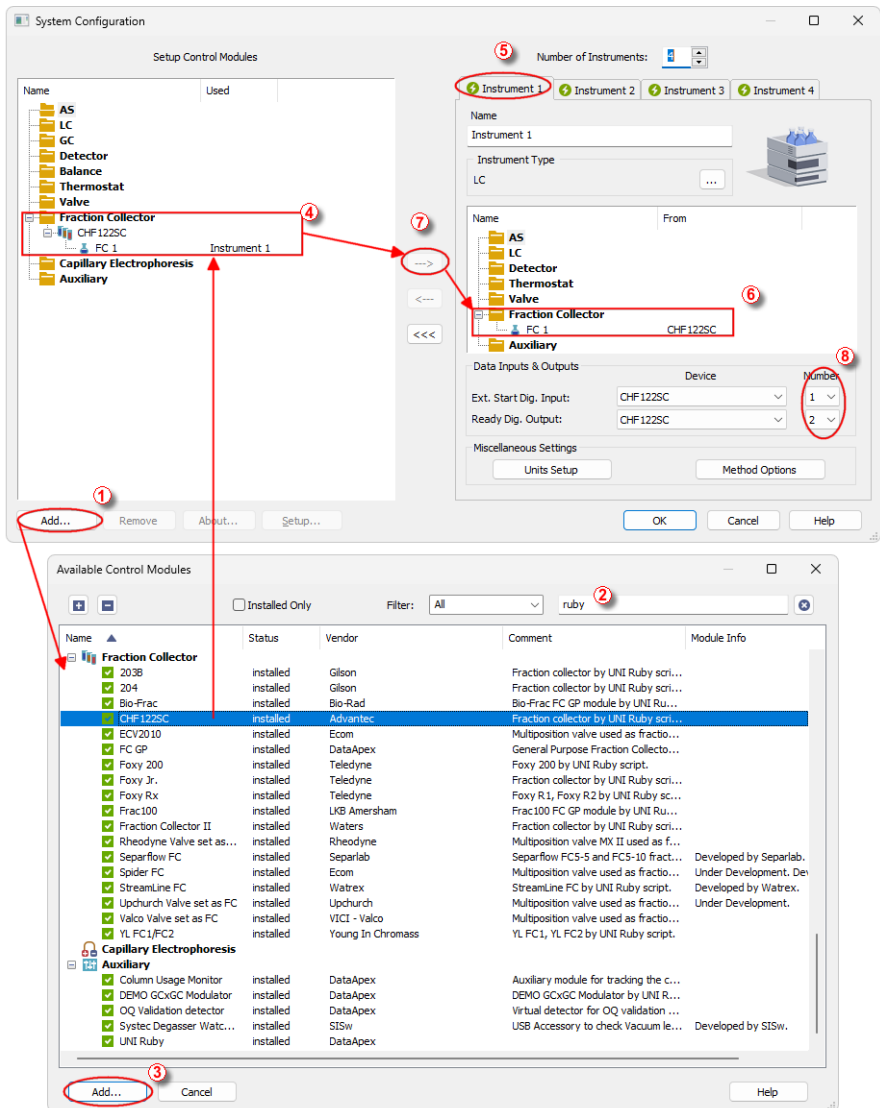 System Configuration
Setup Control Modules
⑤ Number of Instruments: 4
Name Used
AS
LC
GC
Detector
Balance
Thermostat
Valve
Fraction Collector
④
CHF122SC
FC 1 Instrument 1
Capillary Electrophoresis
Auxiliary
⑦
--->
<---
<<<
Instrument 1 Instrument 2 Instrument 3 Instrument 4
Name
Instrument 1
Instrument Type
LC ...
Name From
AS
LC
Detector
Thermostat
Valve
⑥
Fraction Collector
FC 1 CHF122SC
Auxiliary
Data Inputs & Outputs
⑧
Device Number
Ext. Start Dig. Input: CHF122SC 1
Ready Dig. Output: CHF122SC 2
Miscellaneous Settings
Units Setup Method Options
①
Add... Remove About... Setup...
OK Cancel Help
Available Control Modules
Installed Only Filter: All ruby ②
Name Status Vendor Comment Module Info
Fraction Collector
203B installed Gilson Fraction collector by UNI Ruby scri...
204 installed Gilson Fraction collector by UNI Ruby scri...
Bio-Frac installed Bio-Rad Bio-Frac FC GP module by UNI Ru...
CHF122SC installed Advantec Fraction collector by UNI Ruby scri...
ECV2010 installed Ecom Multiposition valve used as fractio...
FC GP installed DataApex General Purpose Fraction Collecto...
Foxy 200 installed Teledyne Foxy 200 by UNI Ruby script.
Foxy Jr. installed Teledyne Fraction collector by UNI Ruby scri...
Foxy Rx installed Teledyne Foxy R1, Foxy R2 by UNI Ruby sc...
Frac100 installed LKB Amersham Frac100 FC GP module by UNI Ru...
Fraction Collector II installed Waters Fraction collector by UNI Ruby scri...
Rheodyne Valve set as... installed Rheodyne Multiposition valve MX II used as f...
Separflow FC installed Separlab Separflow FC5-5 and FC5-10 fract... Developed by Separlab.
Spider FC installed Ecom Multiposition valve used as fractio... Under Development. Dev
StreamLine FC installed Watrex StreamLine FC by UNI Ruby script. Developed by Watrex.
Upchurch Valve set as FC installed Upchurch Multiposition valve used as fractio... Under Development.
Valco Valve set as FC installed VICI - Valco Multiposition valve used as fractio...
YL FC1/FC2 installed Young In Chromass YL FC1, YL FC2 by UNI Ruby script.
Capillary Electrophoresis
Auxiliary
Column Usage Monitor installed DataApex Auxiliary module for tracking the c...
DEMO GCxGC Modulator installed DataApex DEMO GCxGC Modulator by UNI R...
OQ Validation detector installed DataApex Virtual detector for OQ validation ...
Systec Degasser Watc... installed SISw USB Accessory to check Vacuum le... Developed by SISw.
UNI Ruby installed DataApex
③
Add... Cancel Help